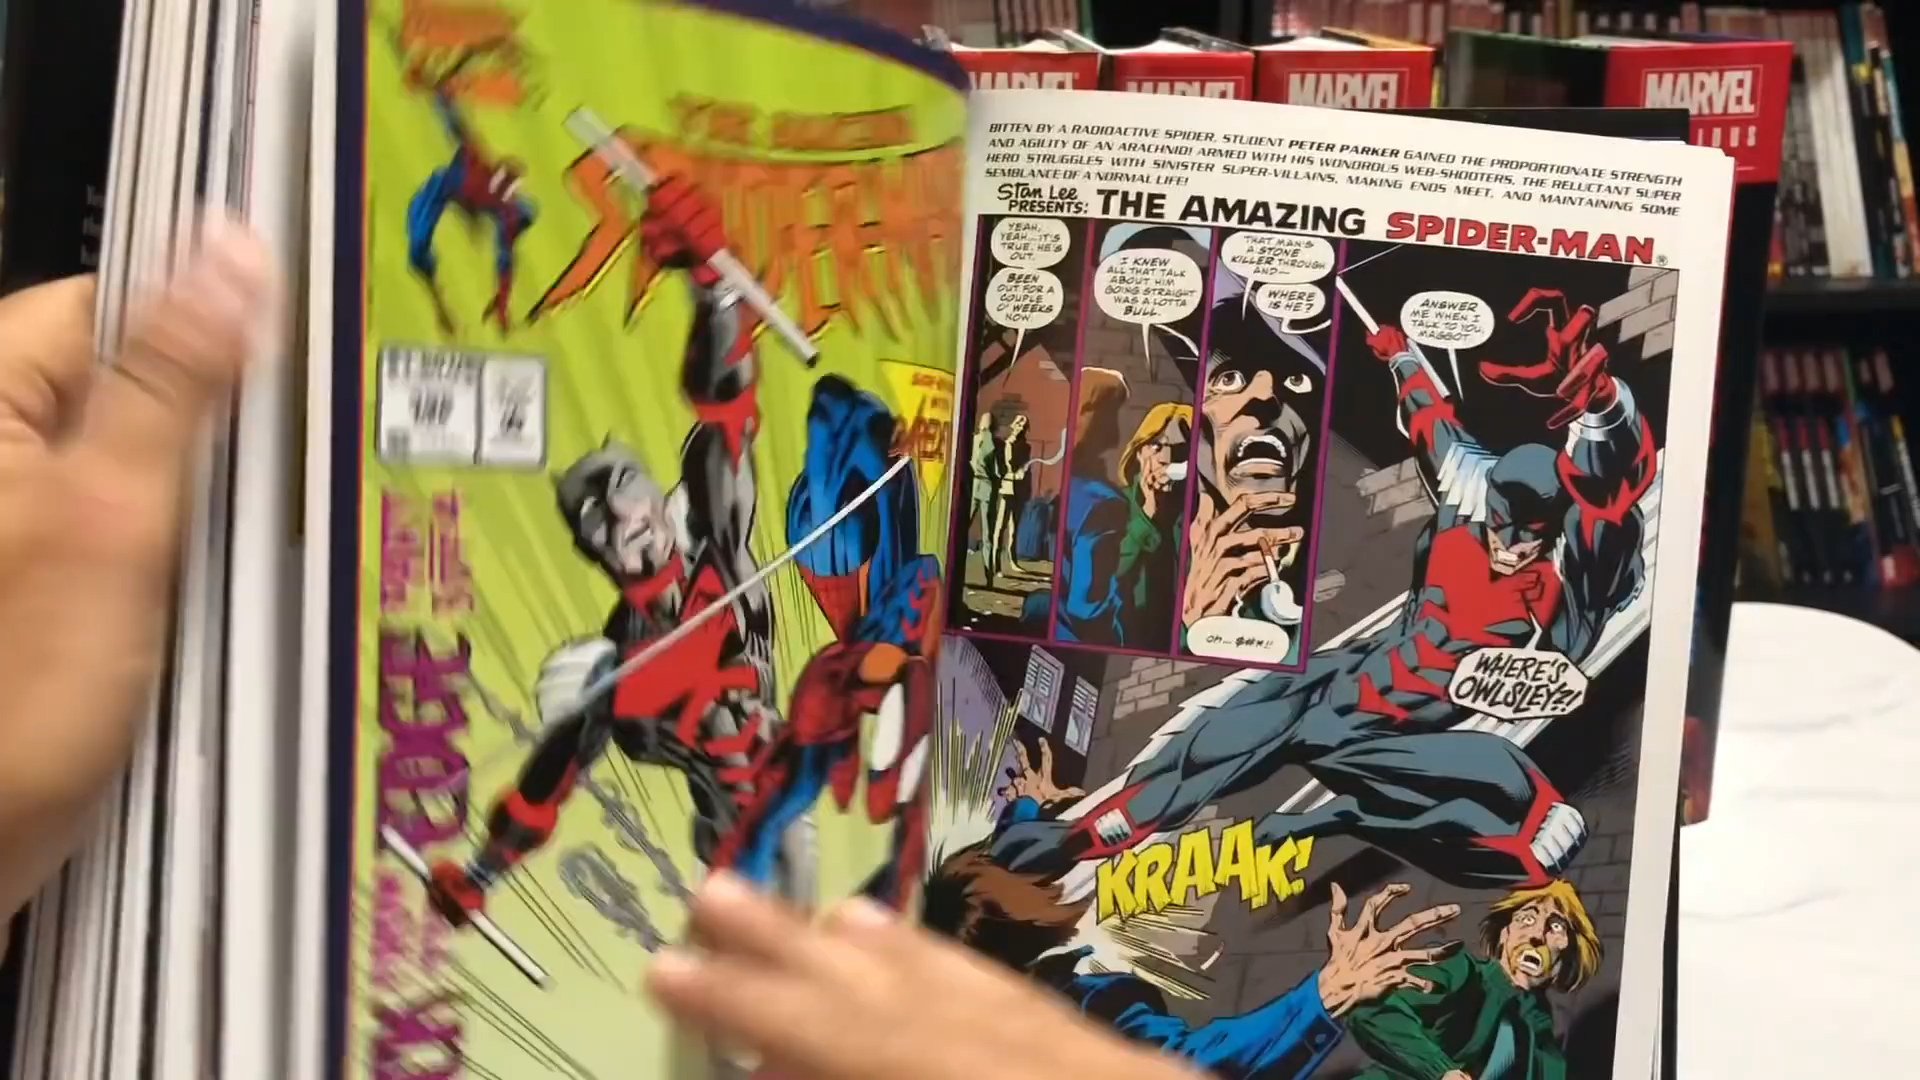 THE AMAZING
SPIDER-MAN
EDGE
MARVEL
MARVEL
MARVEL
MARVEL
BITTEN BY A RADIOACTIVE SPIDER, STUDENT PETER PARKER GAINED THE PROPORTIONATE STRENGTH
AND AGILITY OF AN ARACHNID! ARMED WITH HIS WONDROUS WEB-SHOOTERS, THE RELUCTANT SUPER
HERO STRUGGLES WITH SINISTER SUPER-VILLAINS, MAKING ENDS MEET, AND MAINTAINING SOME
SEMBLANCE OF A NORMAL LIFE!
Stan Lee
PRESENTS: THE AMAZING SPIDER-MAN®
YEAH,
YEAH--IT'S
TRUE. HE'S
OUT.
BEEN
OUT FOR A
COUPLE
O' WEEKS
NOW.
I KNEW
ALL THAT TALK
ABOUT HIM
GOING STRAIGHT
WAS A LOTTA
BULL.
THAT MAN'S
A STONE
KILLER THROUGH
AND--
WHERE
IS HE?
OH--
ANSWER
ME WHEN I
TALK TO YOU,
MAGGOT.
WHERE'S
OWLSLEY?!
KRAAK!